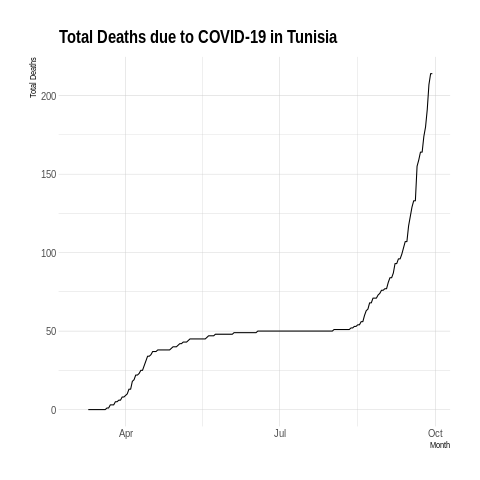 Total Deaths due to COVID-19 in Tunisia
Total Deaths
200
150
100
50
0
Apr
Jul
Oct
Month